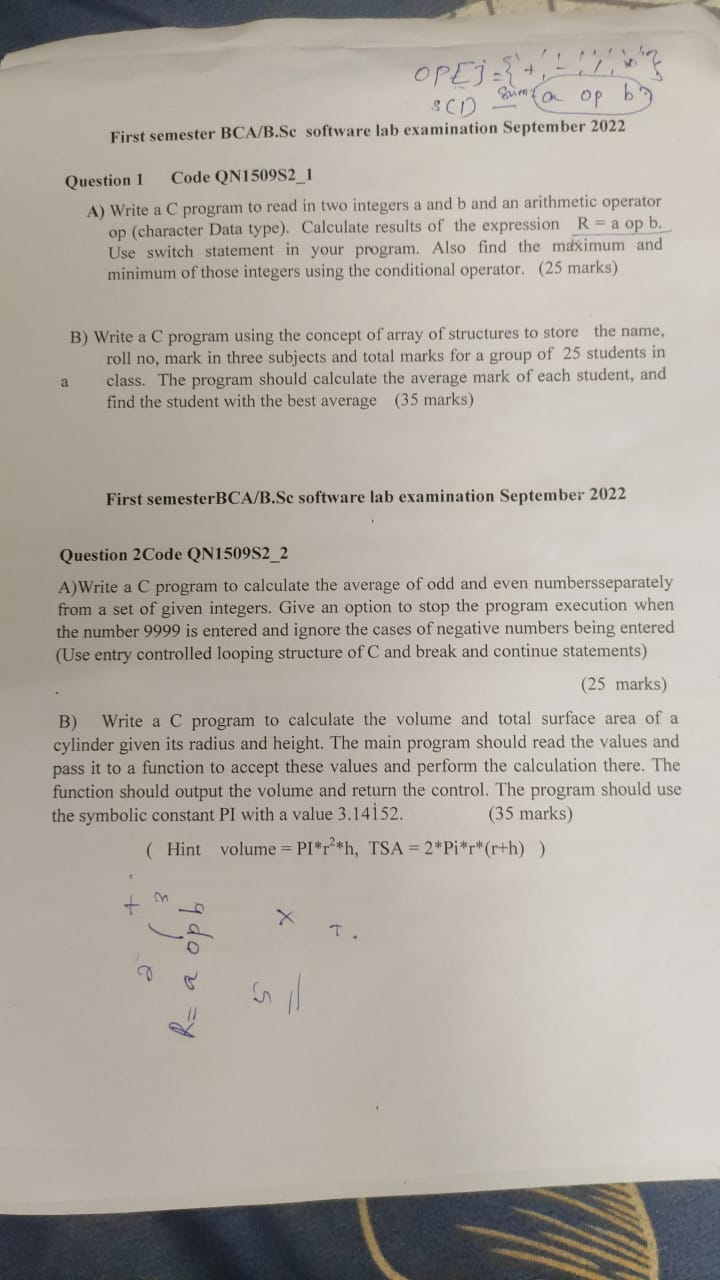 OP[] = {'+', '-',
s(1) sum (a op b)
First semester BCA/B.Sc software lab examination September 2022
Question 1 Code QN1509S2_1
A) Write a C program to read in two integers a and b and an arithmetic operator
op (character Data type). Calculate results of the expression R = a op b.
Use switch statement in your program. Also find the maximum and
minimum of those integers using the conditional operator. (25 marks)
B) Write a C program using the concept of array of structures to store the name,
roll no, mark in three subjects and total marks for a group of 25 students in
a class. The program should calculate the average mark of each student, and
find the student with the best average (35 marks)
First semesterBCA/B.Sc software lab examination September 2022
Question 2Code QN1509S2_2
A)Write a C program to calculate the average of odd and even numbersseparately
from a set of given integers. Give an option to stop the program execution when
the number 9999 is entered and ignore the cases of negative numbers being entered
(Use entry controlled looping structure of C and break and continue statements)
(25 marks)
B) Write a C program to calculate the volume and total surface area of a
cylinder given its radius and height. The main program should read the values and
pass it to a function to accept these values and perform the calculation there. The
function should output the volume and return the control. The program should use
the symbolic constant PI with a value 3.14152. (35 marks)
( Hint volume = PI*r²*h, TSA = 2*Pi*r*(r+h) )
2 3 +
R= a op b
5 x